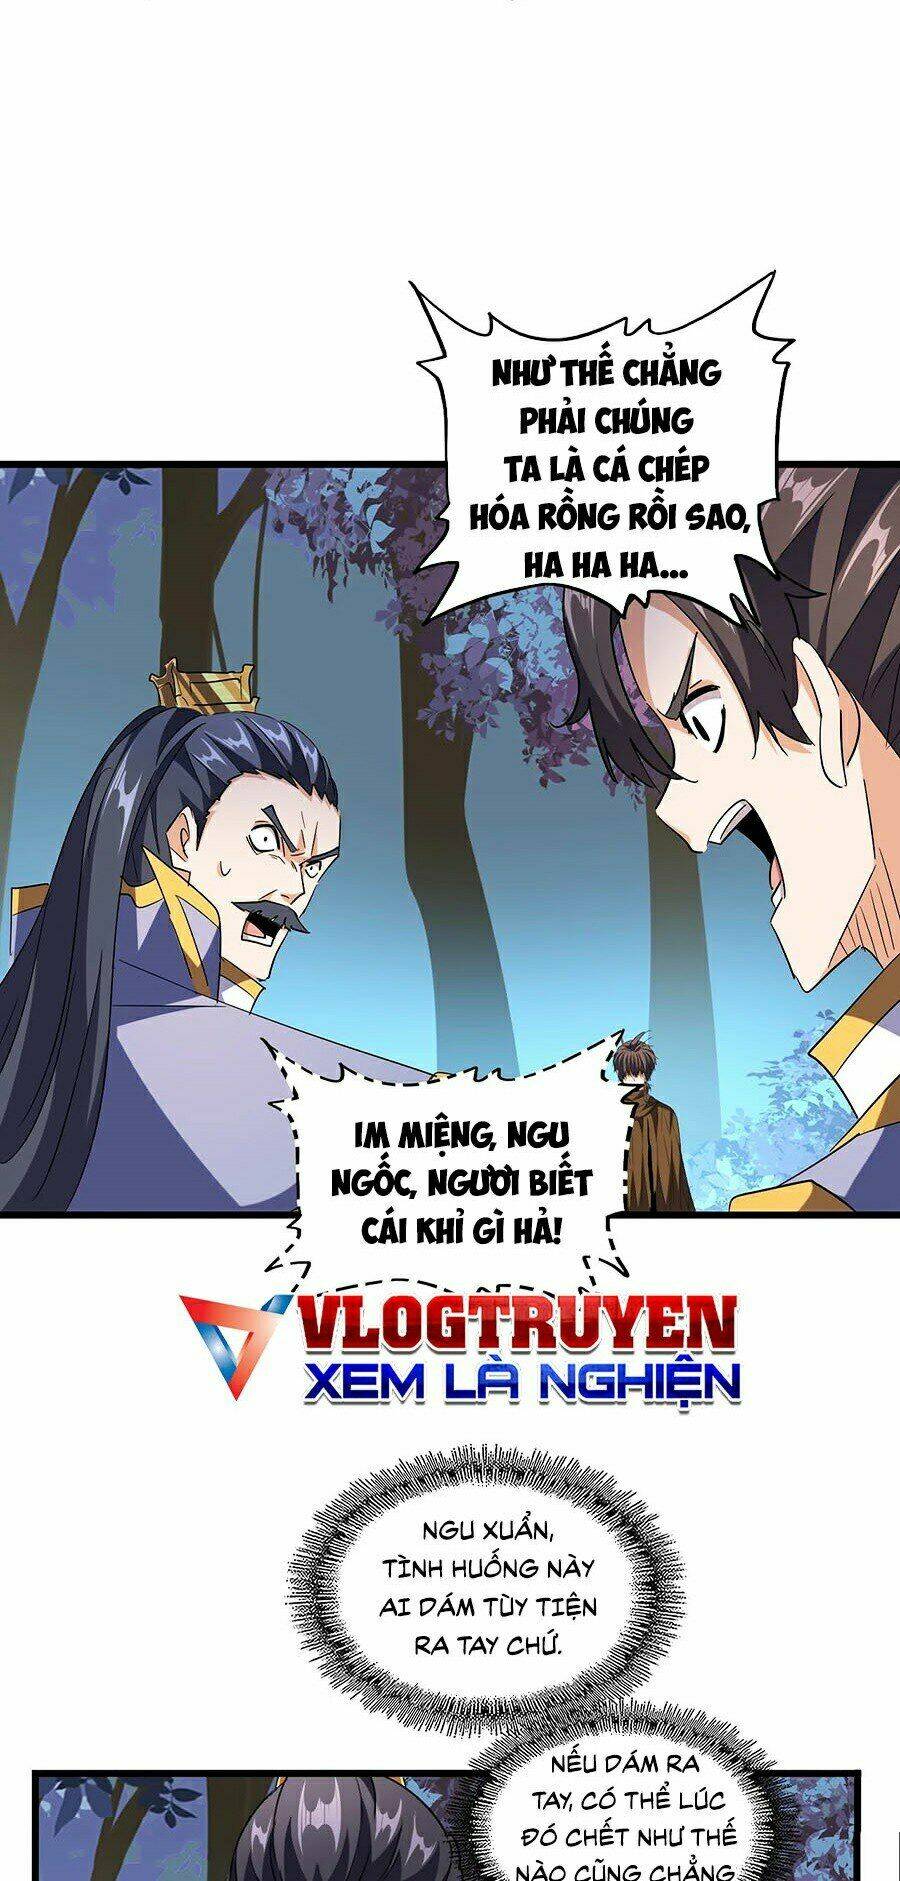 NHƯ THẾ CHẲNG
PHẢI CHÚNG
TA LÀ CÁ CHÉP
HÓA RỒNG RỒI SAO,
HA HA HA...
IM MIỆNG, NGU
NGỐC, NGƯƠI BIẾT
CÁI KHỈ GÌ HẢ!
VLOGTRUYEN
XEM LÀ NGHIỆN
NGU XUẨN,
TÌNH HUỐNG NÀY
AI DÁM TÙY TIỆN
RA TAY CHỨ.
NẾU DÁM RA
TAY, CÓ THỂ LÚC
ĐÓ CHẾT NHƯ THẾ
NÀO CŨNG CHẲNG